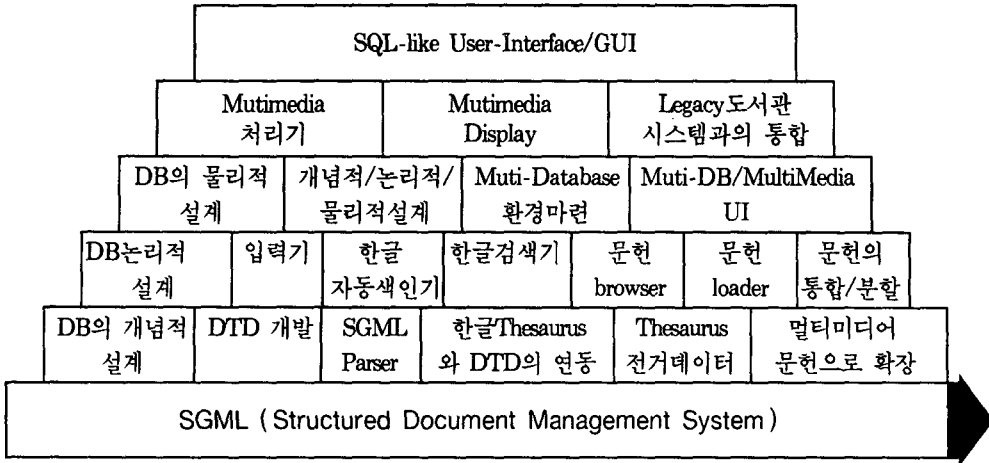 SQL-like User-Interface/GUI
Mutimedia
처리기
Mutimedia
Display
Legacy도서관
시스템과의 통합
DB의 물리적
설계
개념적/논리적/
물리적설계
Muti-Database
환경마련
Muti-DB/MultiMedia
UI
DB논리적
설계
입력기
한글
자동색인기
한글검색기
문헌
browser
문헌
loader
문헌의
통합/분할
DB의 개념적
설계
DTD 개발
SGML
Parser
한글Thesaurus
와 DTD의 연동
Thesaurus
전거데이터
멀티미디어
문헌으로 확장
SGML (Structured Document Management System)